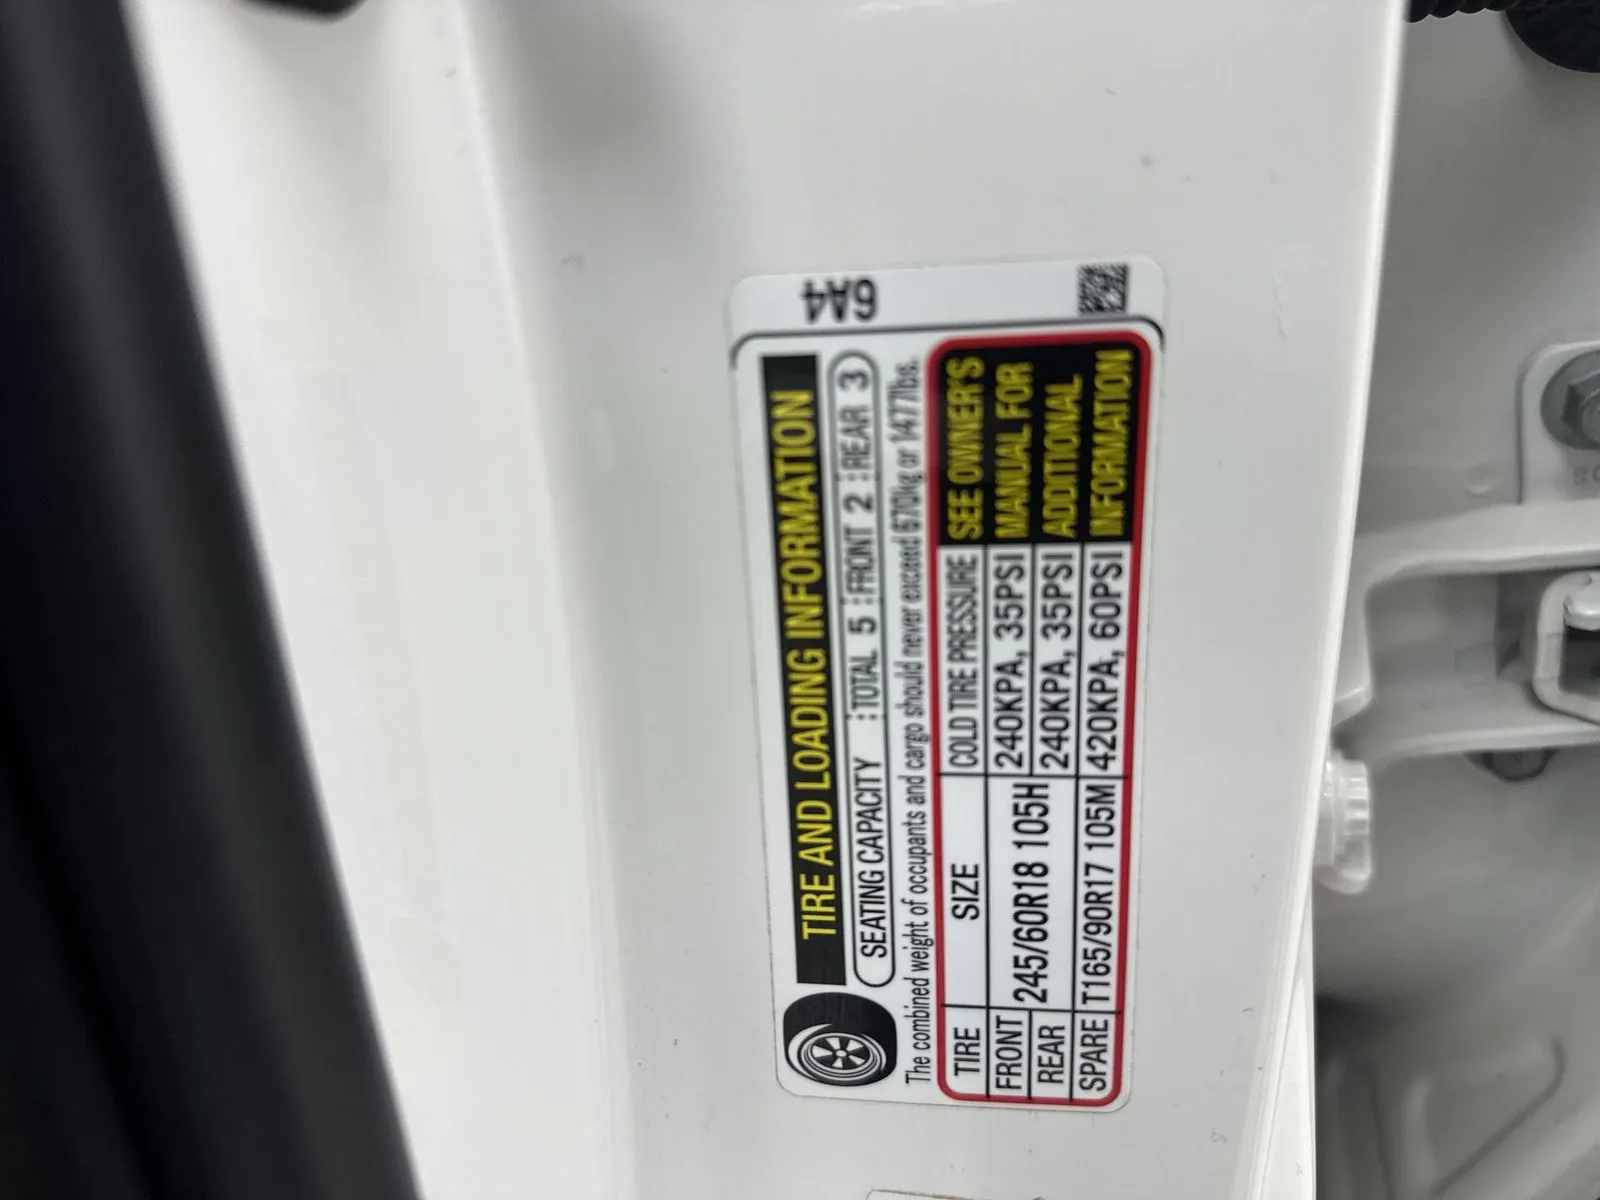 TIRE AND LOADING INFORMATION
SEATING CAPACITY TOTAL 5 FRONT 2 REAR 3
The combined weight of occupants and cargo should never exceed 670kg or 1477lbs.
TIRE SIZE COLD TIRE PRESSURE
FRONT 245/60R18 105H 240KPA, 35PSI
REAR 240KPA, 35PSI
SPARE T165/90R17 105M 420KPA, 60PSI
SEE OWNER'S
MANUAL FOR
ADDITIONAL
INFORMATION
6A4